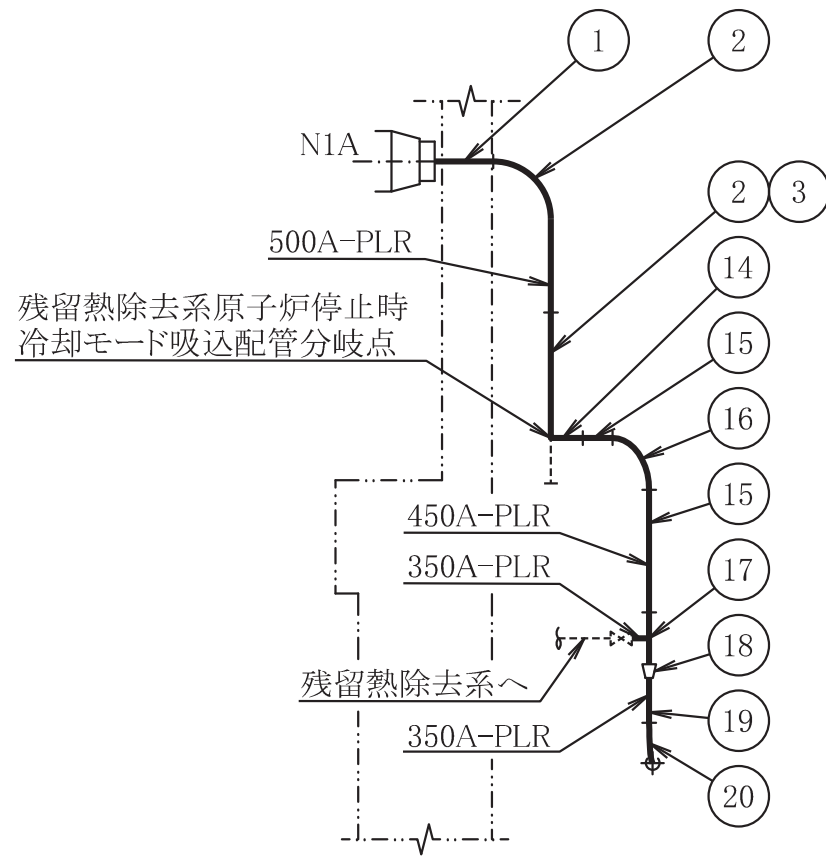 1
2
N1A
2
3
500A-PLR
14
残留熱除去系原子炉停止時
冷却モード吸込配管分岐点
15
16
15
450A-PLR
350A-PLR
17
18
残留熱除去系へ
19
350A-PLR
20